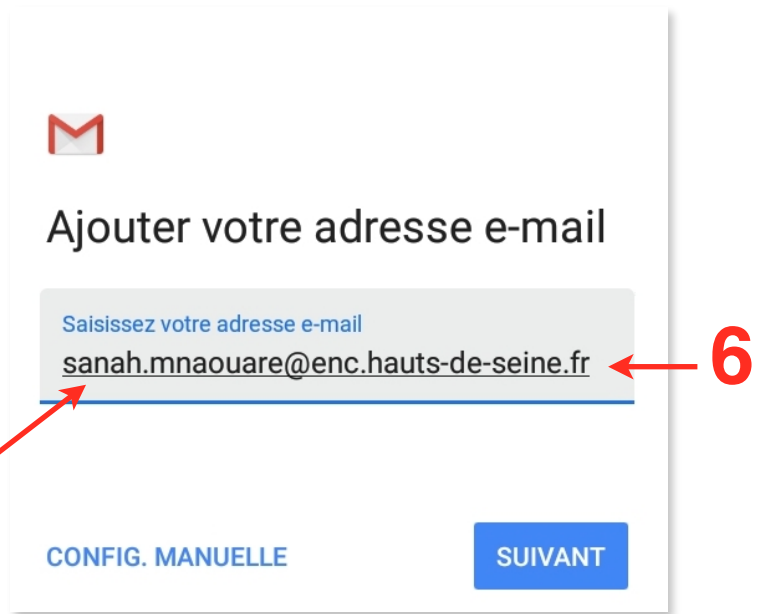 Ajouter votre adresse e-mail
Saisissez votre adresse e-mail
sanah.mnaouare@enc.hauts-de-seine.fr
6
CONFIG. MANUELLE
SUIVANT